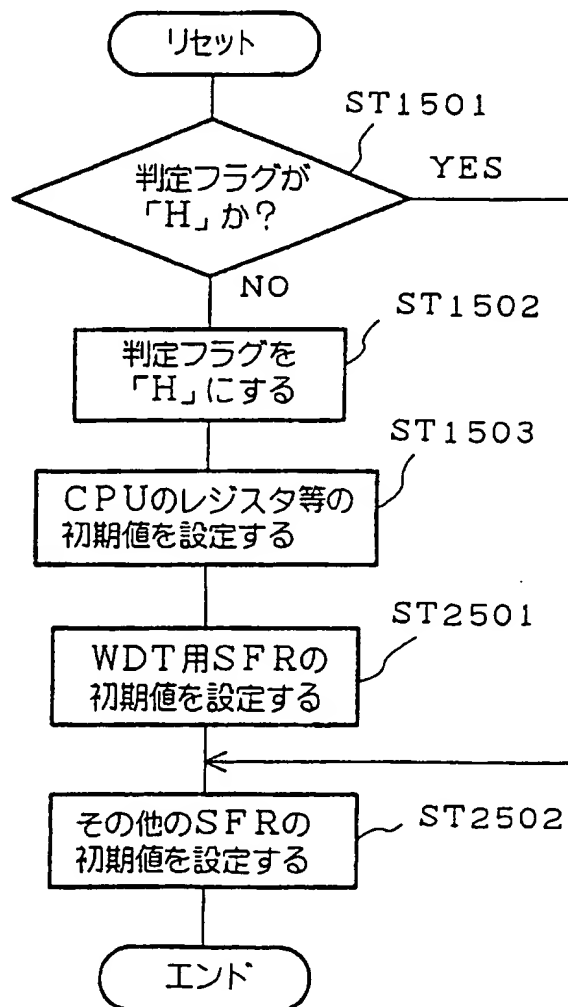 リセット
ST1501
判定フラグが
「H」か？
YES
NO
ST1502
判定フラグを
「H」にする
ST1503
CPUのレジスタ等の
初期値を設定する
ST2501
WDT用SFRの
初期値を設定する
ST2502
その他のSFRの
初期値を設定する
エンド